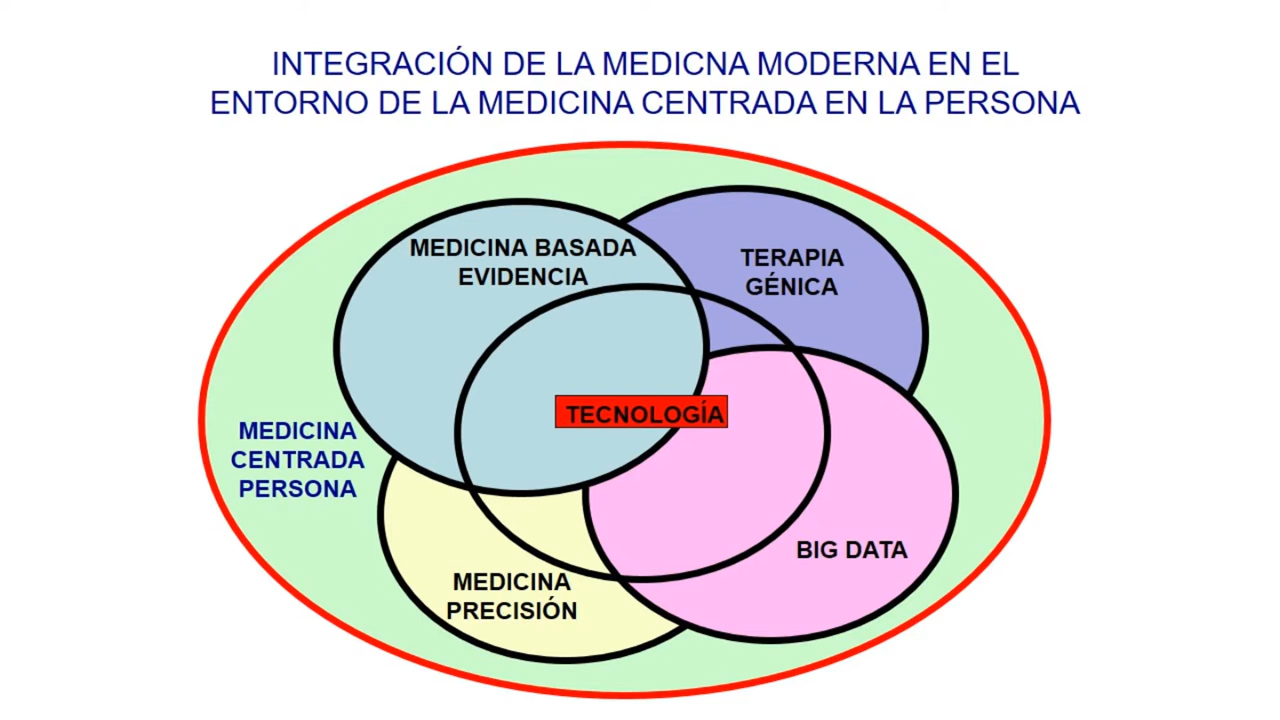 INTEGRACIÓN DE LA MEDICNA MODERNA EN EL
ENTORNO DE LA MEDICINA CENTRADA EN LA PERSONA
MEDICINA BASADA
EVIDENCIA
TERAPIA
GÉNICA
TECNOLOGÍA
MEDICINA
CENTRADA
PERSONA
BIG DATA
MEDICINA
PRECISIÓN